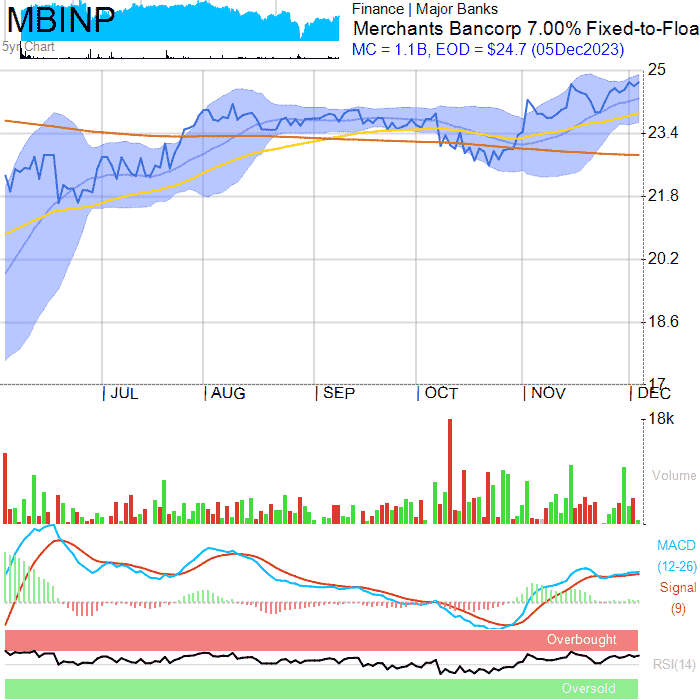 MBINP
Finance | Major Banks
Merchants Bancorp 7.00% Fixed-to-Floa
5yr Chart
MC = 1.1B, EOD = $24.7 (05Dec2023)
25
23.4
21.8
20.2
18.6
17
| JUL | AUG | SEP | OCT | NOV | DEC
18k
Volume
MACD
(12-26)
Signal
(9)
Overbought
RSI(14)
Oversold